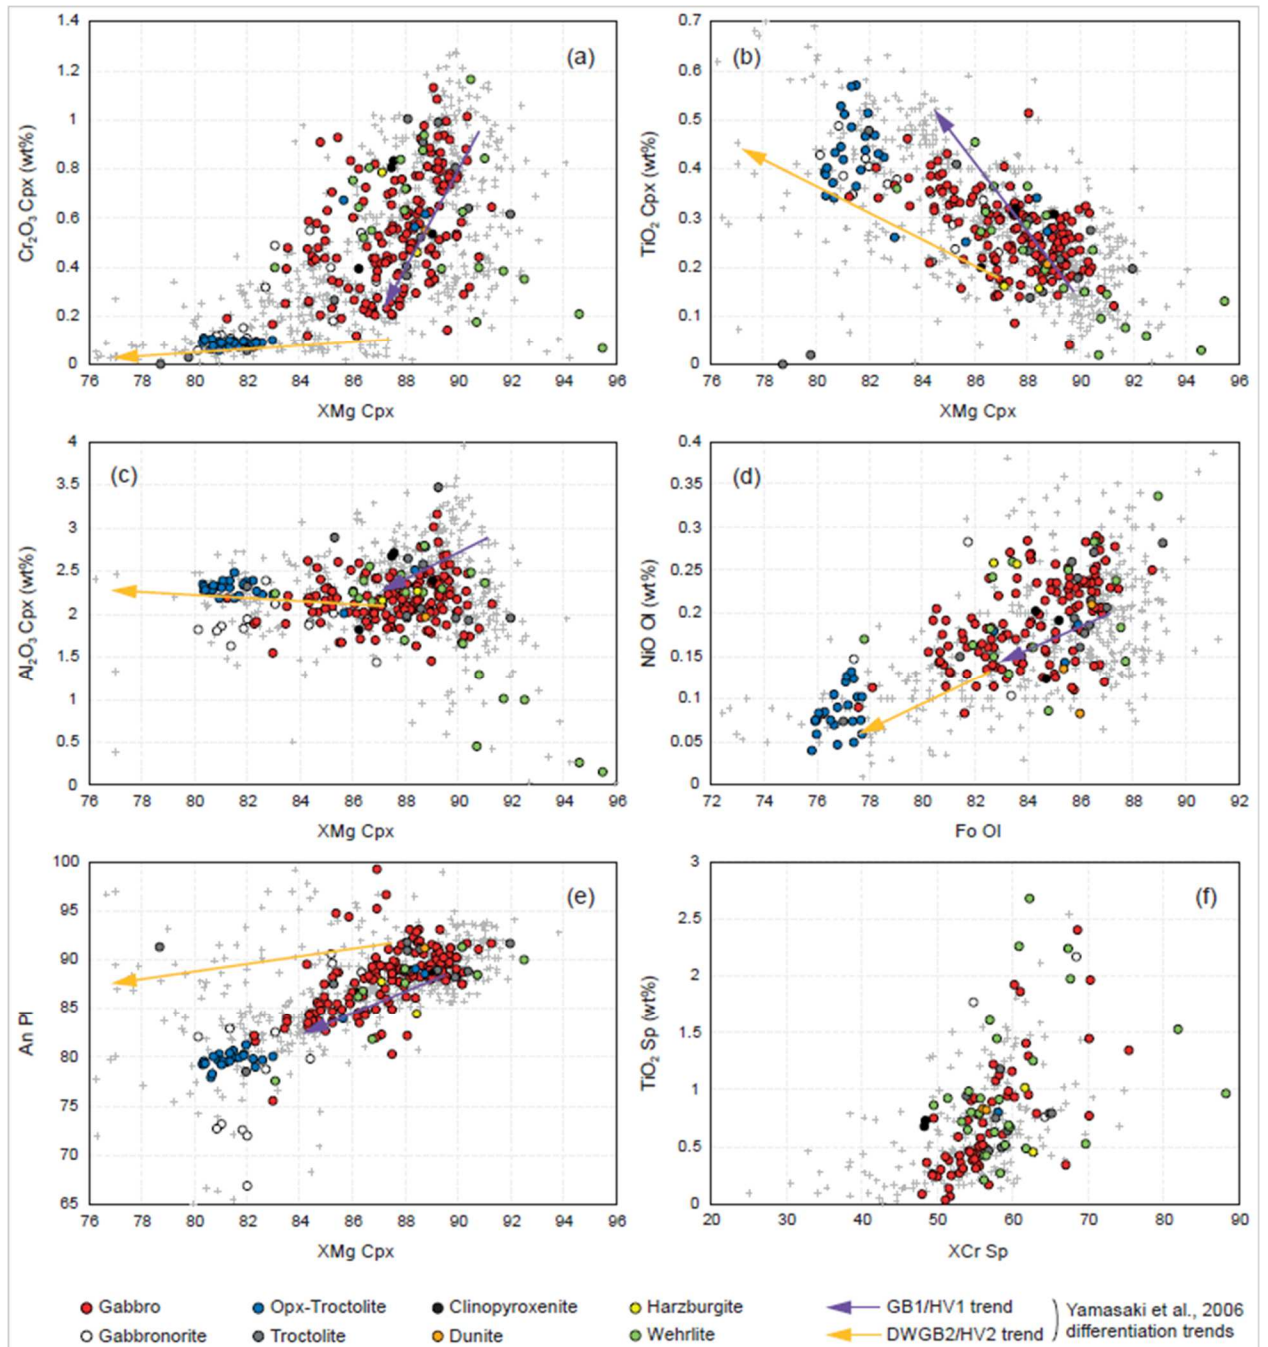 1.4
1.2
1
0.8
0.6
0.4
0.2
0
76 78 80 82 84 86 88 90 92 94 96
Cr2O3 Cpx (wt%)
XMg Cpx
(a)
0.7
0.6
0.5
0.4
0.3
0.2
0.1
0
76 78 80 82 84 86 88 90 92 94 96
TiO2 Cpx (wt%)
XMg Cpx
(b)
4
3.5
3
2.5
2
1.5
1
0.5
0
76 78 80 82 84 86 88 90 92 94 96
Al2O3 Cpx (wt%)
XMg Cpx
(c)
0.4
0.35
0.3
0.25
0.2
0.15
0.1
0.05
0
72 74 76 78 80 82 84 86 88 90 92
NiO Ol (wt%)
Fo Ol
(d)
100
95
90
85
80
75
70
65
76 78 80 82 84 86 88 90 92 94 96
An Pl
XMg Cpx
(e)
3
2.5
2
1.5
1
0.5
0
20 30 40 50 60 70 80 90
TiO2 Sp (wt%)
XCr Sp
(f)
Gabbro Opx-Troctolite Clinopyroxenite Harzburgite GB1/HV1 trend
Gabbronorite Troctolite Dunite Wehrlite DWGB2/HV2 trend
Yamasaki et al., 2006
differentiation trends